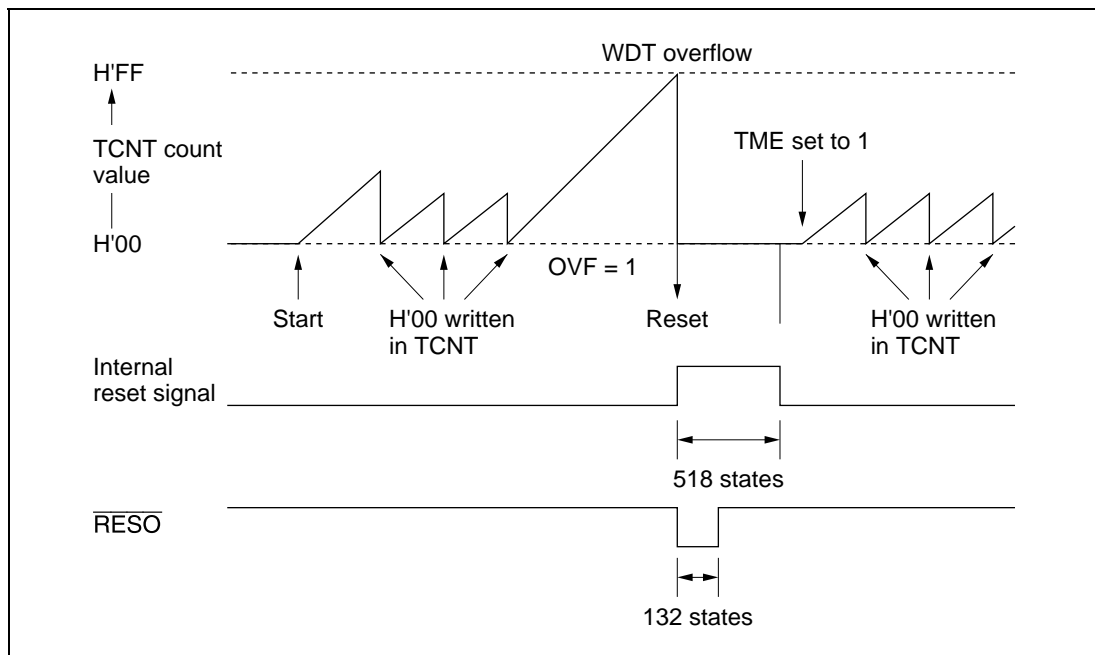 WDT overflow
H'FF
TME set to 1
TCNT count
value
H'00
OVF = 1
Start
H'00 written
in TCNT
Reset
H'00 written
in TCNT
Internal
reset signal
518 states
RESO
132 states